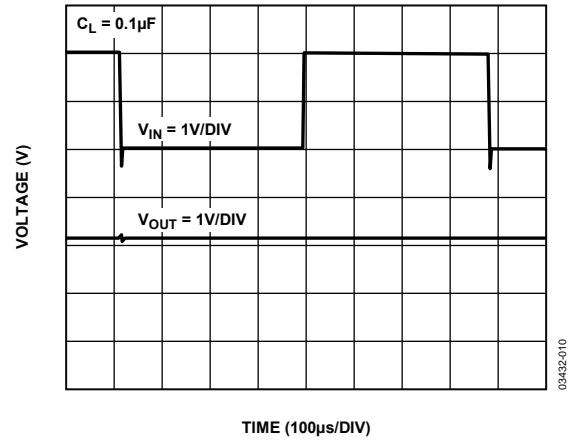 C_L = 0.1µF
V_IN = 1V/DIV
V_OUT = 1V/DIV
VOLTAGE (V)
TIME (100µs/DIV)
03432-010